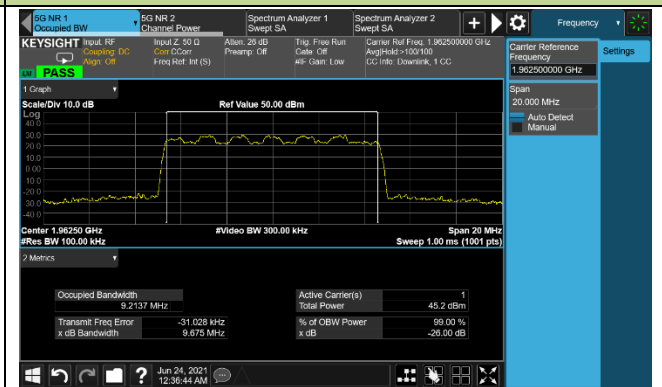 5G NR 1
Occupied BW
5G NR 2
Channel Power
Spectrum Analyzer 1
Swept SA
Spectrum Analyzer 2
Swept SA
Frequency
KEYSIGHT
Input: RF
Coupling: DC
Align: Off
Input Z: 50 Ω
Corr CCorr
Freq Ref: Int (S)
Atten: 26 dB
Preamp: Off
Trig: Free Run
Gate: Off
#IF Gain: Low
Carrier Ref Freq: 1.962500000 GHz
Avg|Hold:>100/100
CC Info: Downlink, 1 CC
PASS
Carrier Reference
Frequency
1.962500000 GHz
Settings
Span
20.000 MHz
Auto Detect
Manual
1 Graph
Scale/Div 10.0 dB
Ref Value 50.00 dBm
Log
40.0
30.0
20.0
10.0
0.00
-10.0
-20.0
-30.0
-40.0
Center 1.96250 GHz
#Video BW 300.00 kHz
Span 20 MHz
#Res BW 100.00 kHz
Sweep 1.00 ms (1001 pts)
2 Metrics
Occupied Bandwidth
9.2137 MHz
Active Carrier(s) 1
Total Power 45.2 dBm
Transmit Freq Error -31.028 kHz
% of OBW Power 99.00 %
x dB Bandwidth 9.675 MHz
x dB -26.00 dB
?
Jun 24, 2021
12:36:44 AM